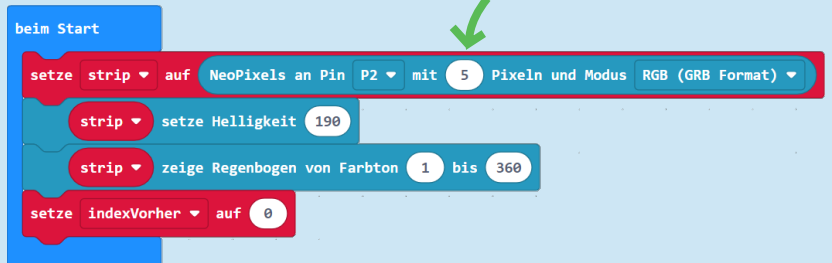 beim Start
setze strip auf NeoPixels an Pin P2 mit 5 Pixeln und Modus RGB (GRB Format)
strip setze Helligkeit 190
strip zeige Regenbogen von Farbton 1 bis 360
setze indexVorher auf 0